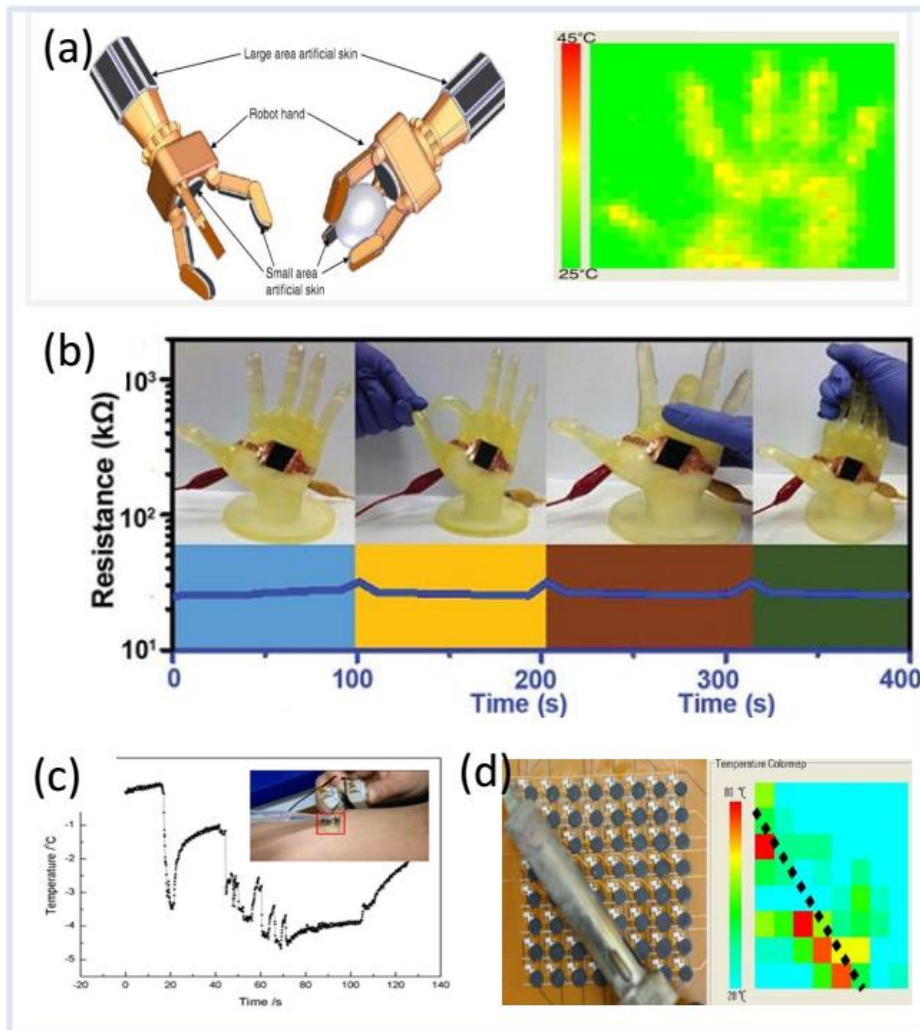 (a)
Large area artificial skin
Robot hand
Small area
artificial skin
45°C
25°C
(b)
Resistance (kΩ)
10³
10²
10¹
0
100
200
300
400
Time (s)
Time (s)
(c)
Temperature /°C
-1
-2
-3
-4
-5
-20
0
20
40
60
80
100
120
140
Time /s
(d)
Temperature Colormap
80 ℃
20 ℃